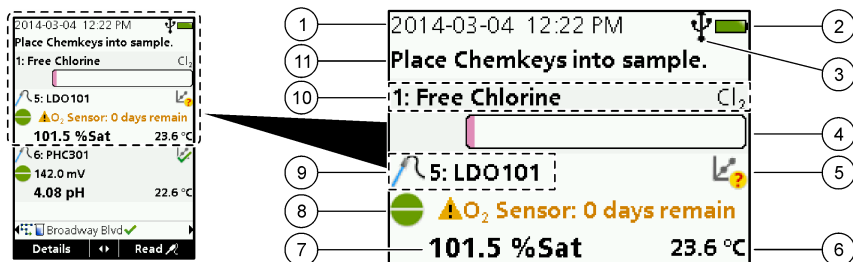 2014-03-04 12:22 PM
Place Chemkeys into sample.
1: Free Chlorine Cl₂
5: LDO101
O₂ Sensor: 0 days remain
101.5 %Sat 23.6 °C
6: PHC301
142.0 mV
4.08 pH 22.6 °C
Broadway Blvd
Details Read
1 2014-03-04 12:22 PM 2
3
11 Place Chemkeys into sample.
10 1: Free Chlorine Cl₂
4
9 5: LDO101 ? 5
8 O₂ Sensor: 0 days remain
7 101.5 %Sat 23.6 °C 6